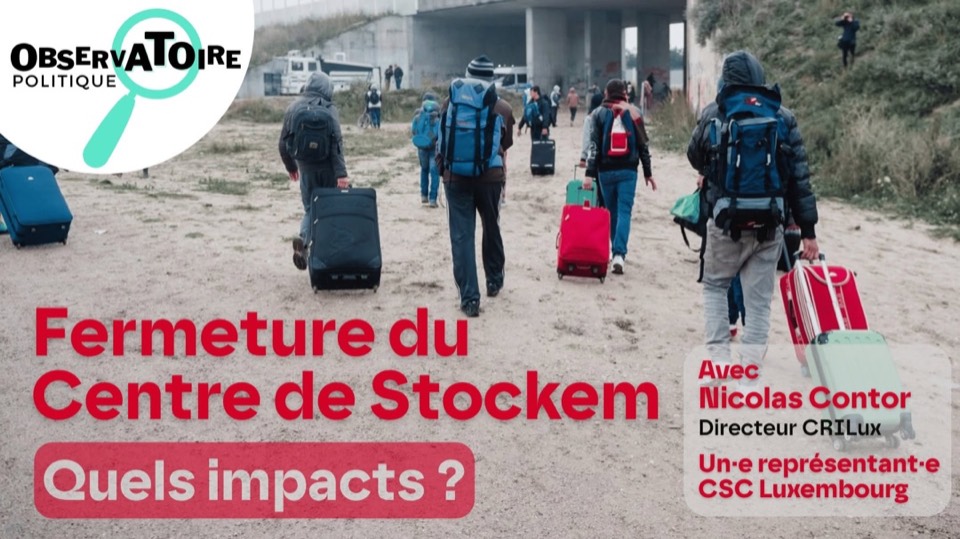 OBSERVATOIRE
POLITIQUE
Fermeture du
Centre de Stockem
Quels impacts ?
Avec
Nicolas Contor
Directeur CRILux
Un·e représentant·e
CSC Luxembourg